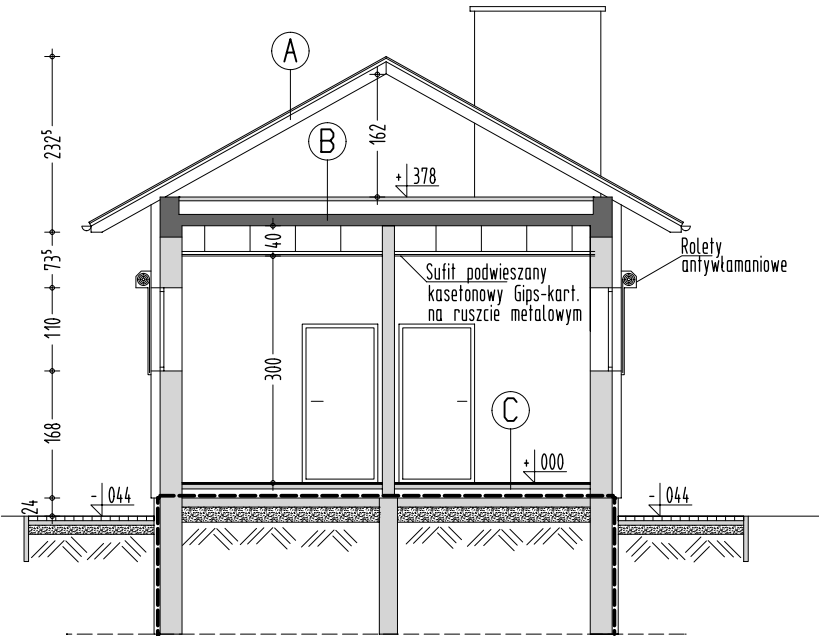 A
232⁵
162
B
+ 378
40
73⁵
Rolety
antywłamaniowe
Sufit podwieszany
kasetonowy Gips-kart.
na ruszcie metalowym
110
300
C
168
+ 000
- 044
- 044
24